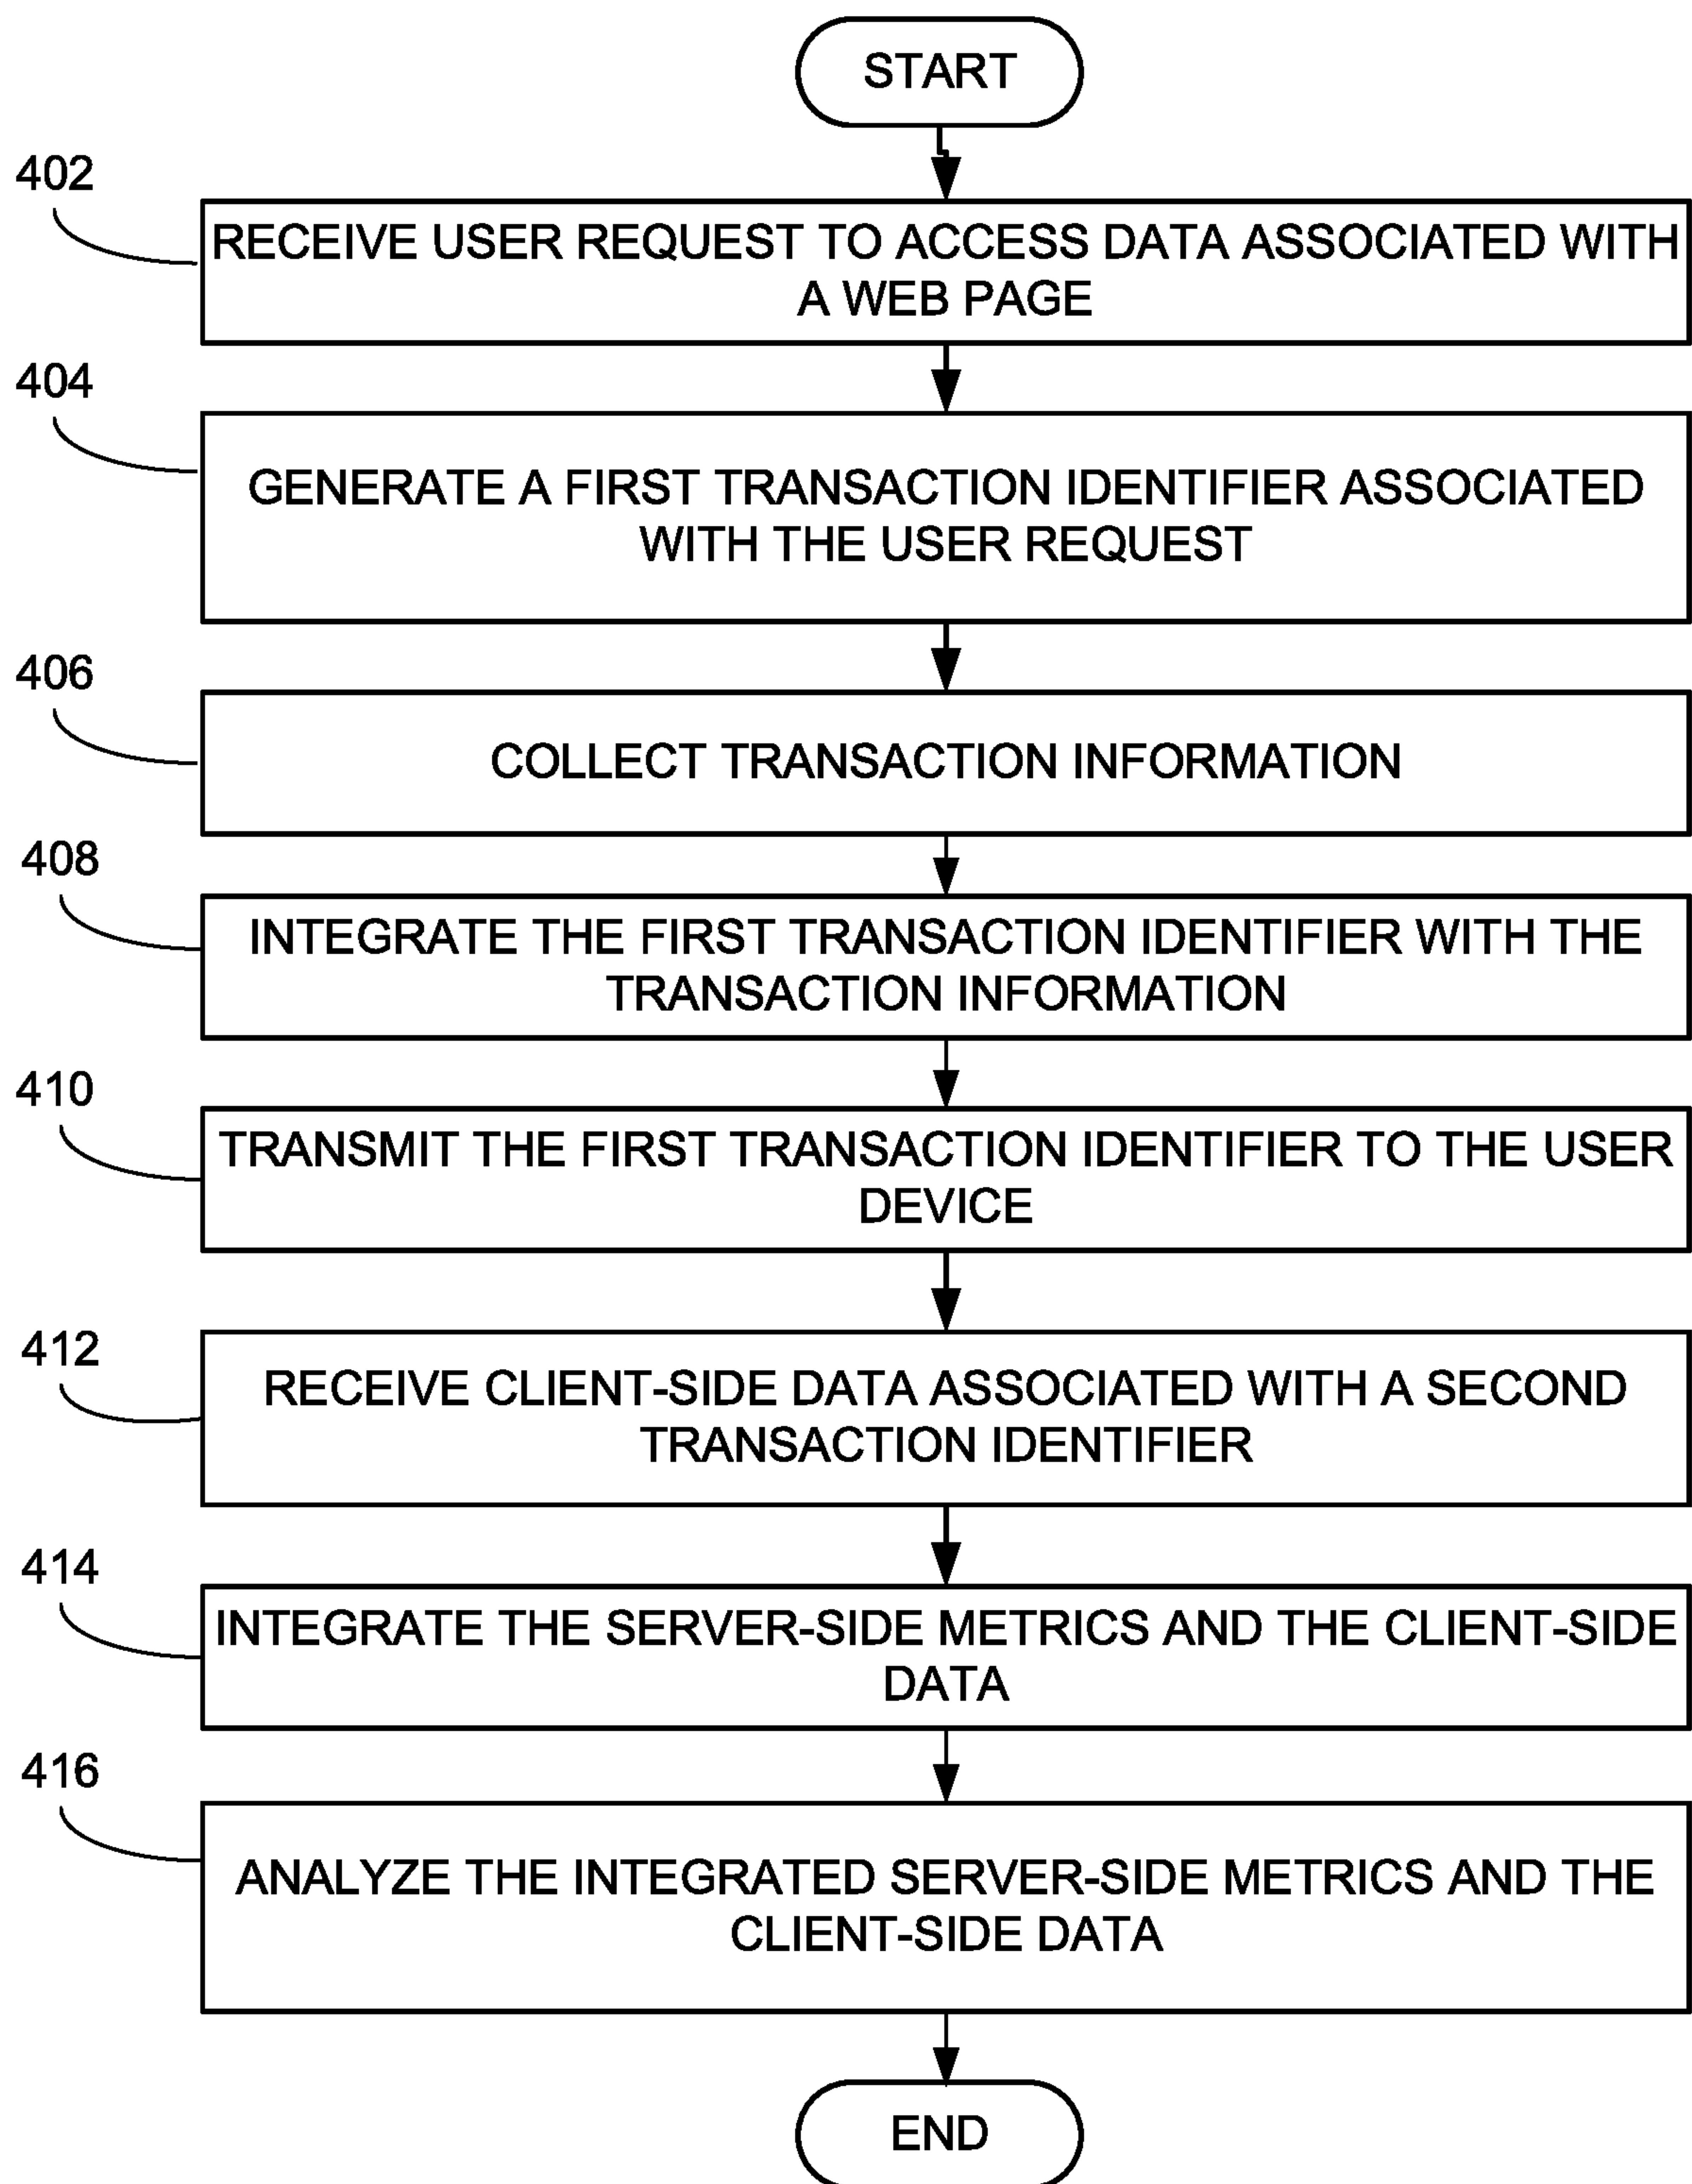 START
402
RECEIVE USER REQUEST TO ACCESS DATA ASSOCIATED WITH
A WEB PAGE
404
GENERATE A FIRST TRANSACTION IDENTIFIER ASSOCIATED
WITH THE USER REQUEST
406
COLLECT TRANSACTION INFORMATION
408
INTEGRATE THE FIRST TRANSACTION IDENTIFIER WITH THE
TRANSACTION INFORMATION
410
TRANSMIT THE FIRST TRANSACTION IDENTIFIER TO THE USER
DEVICE
412
RECEIVE CLIENT-SIDE DATA ASSOCIATED WITH A SECOND
TRANSACTION IDENTIFIER
414
INTEGRATE THE SERVER-SIDE METRICS AND THE CLIENT-SIDE
DATA
416
ANALYZE THE INTEGRATED SERVER-SIDE METRICS AND THE
CLIENT-SIDE DATA
END